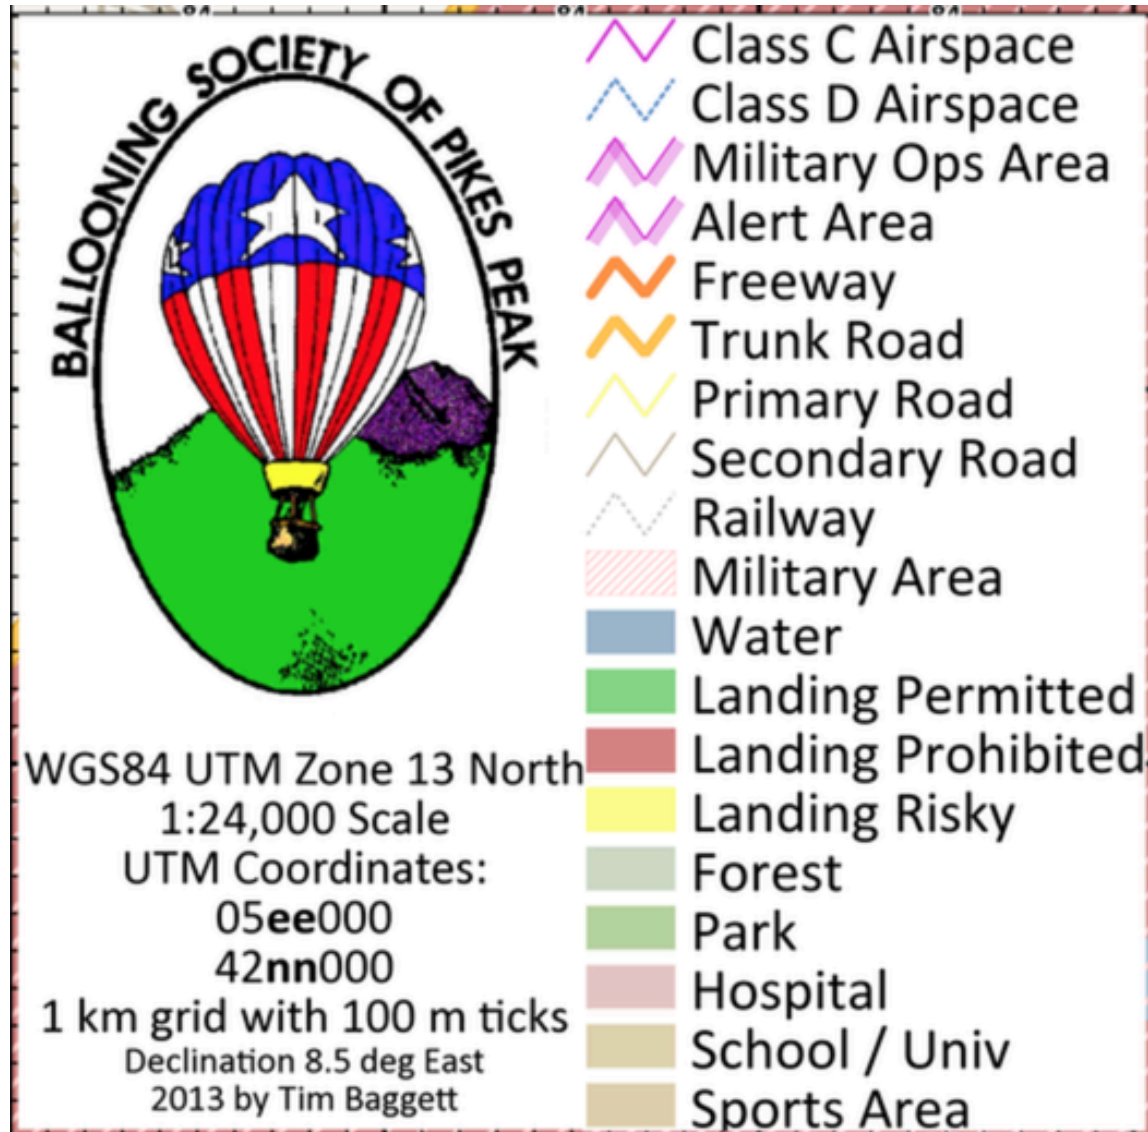 84 84 84
BALLOONING SOCIETY OF PIKES PEAK
WGS84 UTM Zone 13 North
1:24,000 Scale
UTM Coordinates:
05ee000
42nn000
1 km grid with 100 m ticks
Declination 8.5 deg East
2013 by Tim Baggett
Class C Airspace
Class D Airspace
Military Ops Area
Alert Area
Freeway
Trunk Road
Primary Road
Secondary Road
Railway
Military Area
Water
Landing Permitted
Landing Prohibited
Landing Risky
Forest
Park
Hospital
School / Univ
Sports Area